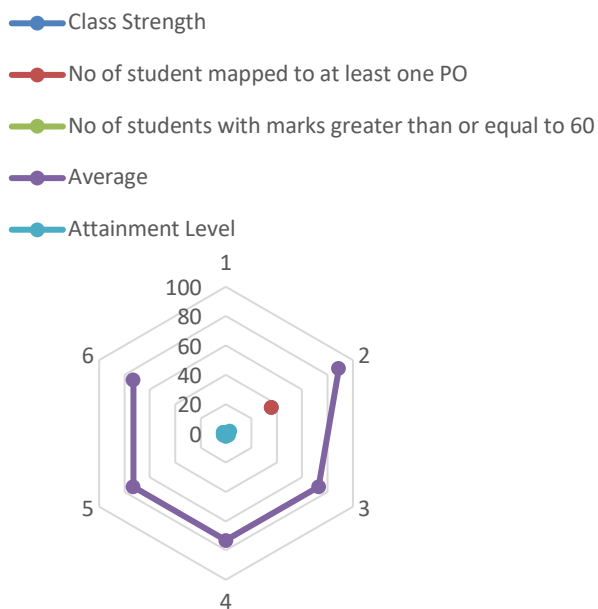 Class Strength
No of student mapped to at least one PO
No of students with marks greater than or equal to 60
Average
Attainment Level
1
100
80
60
40
20
0
2
3
4
5
6